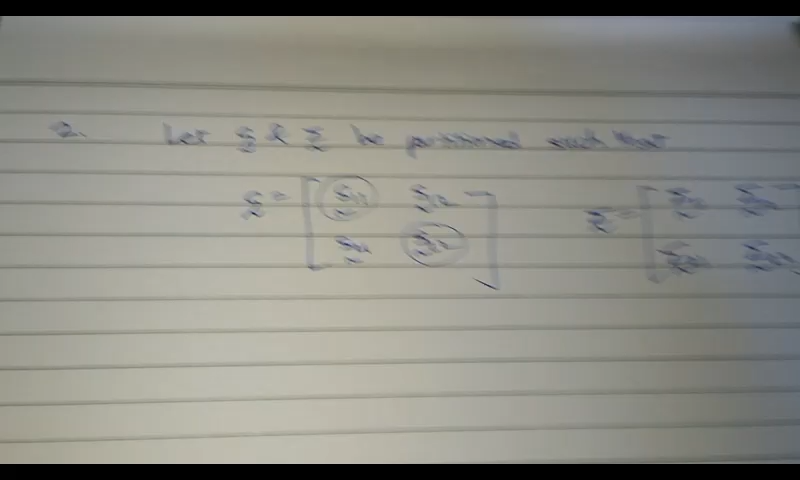 2. Let S & Σ be partitioned such that
S = [ S₁₁ S₁₂ Σ = [ Σ₁₁ Σ₁₂
S₂₁ S₂₂ ] Σ₂₁ Σ₂₂